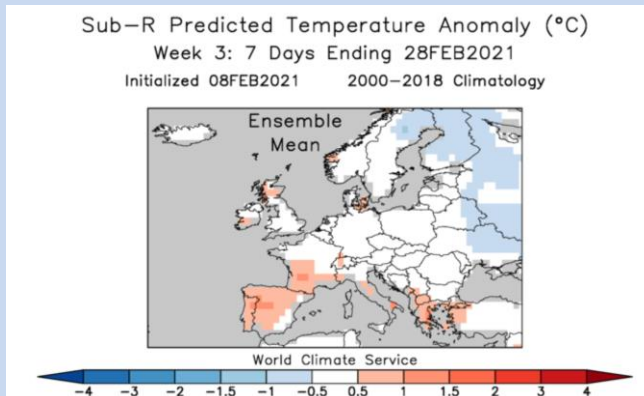 Sub-R Predicted Temperature Anomaly (°C)
Week 3: 7 Days Ending 28FEB2021
Initialized 08FEB2021 2000-2018 Climatology
Ensemble
Mean
World Climate Service
-4 -3 -2 -1.5 -1 -0.5 0.5 1 1.5 2 3 4